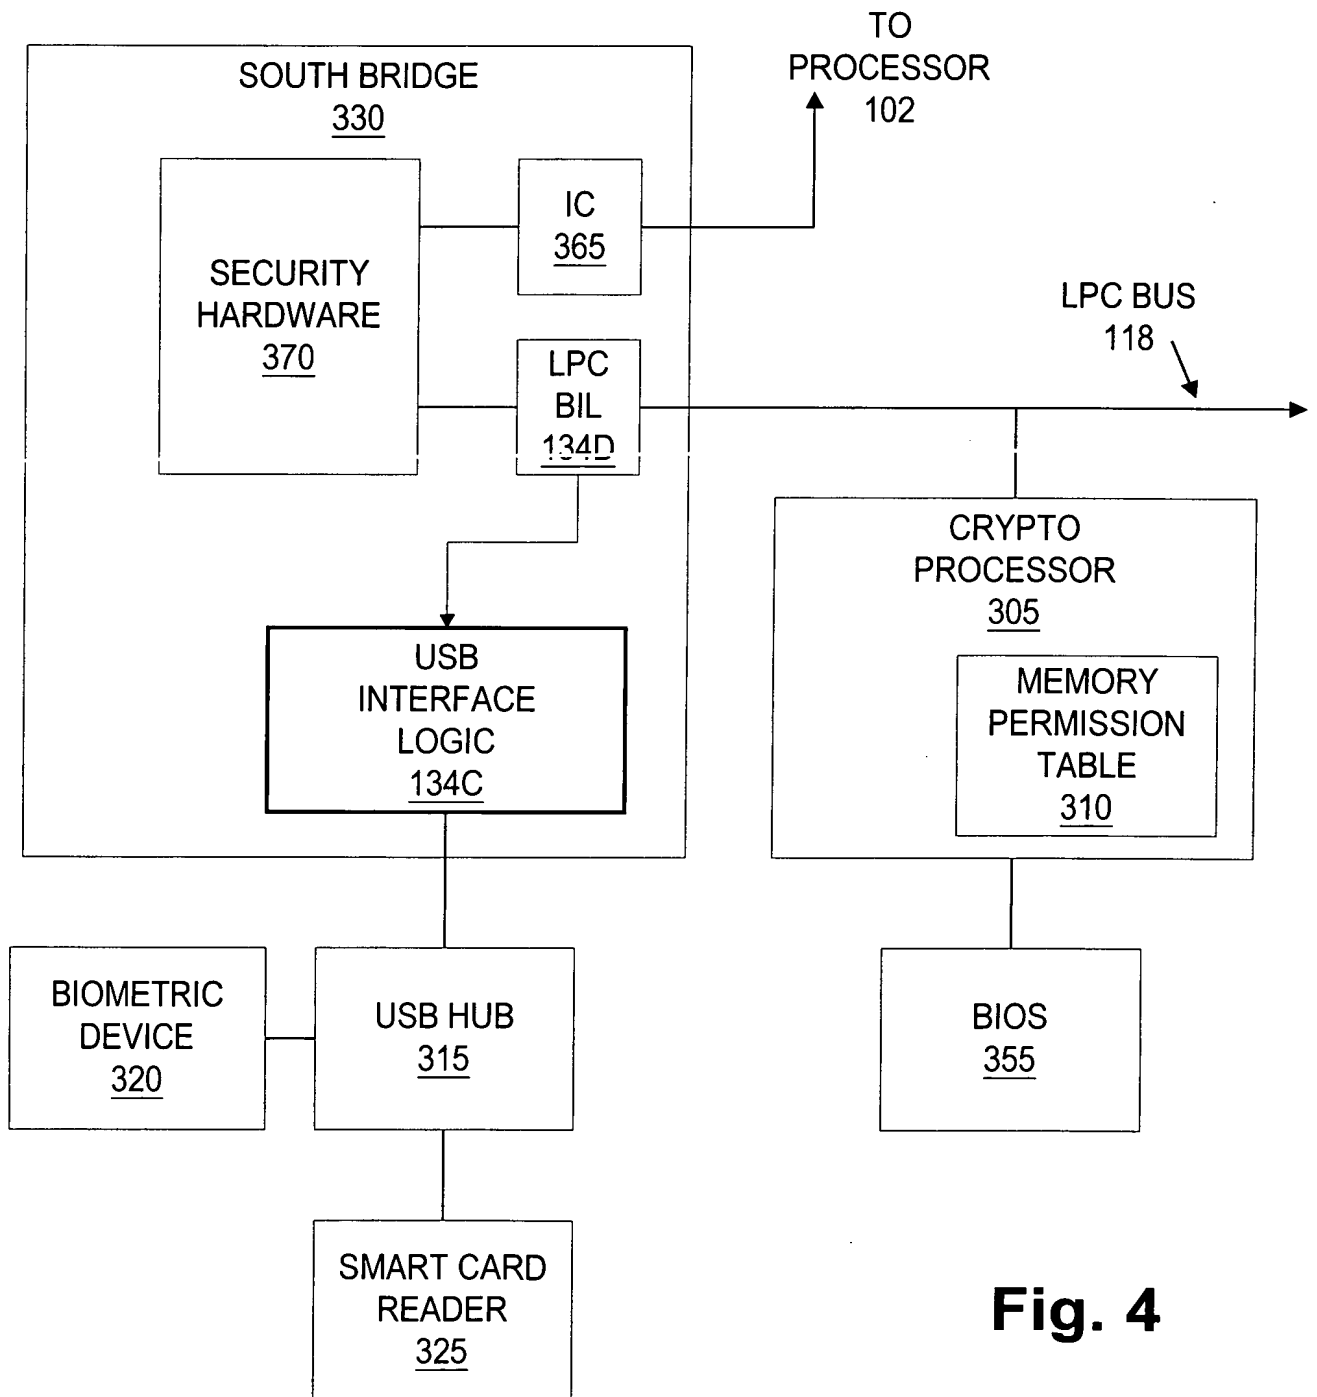 TO
PROCESSOR
102
SOUTH BRIDGE
330
IC
365
SECURITY
HARDWARE
370
LPC BUS
118
LPC
BIL
134D
CRYPTO
PROCESSOR
305
MEMORY
PERMISSION
TABLE
310
USB
INTERFACE
LOGIC
134C
BIOMETRIC
DEVICE
320
USB HUB
315
BIOS
355
SMART CARD
READER
325
Fig. 4